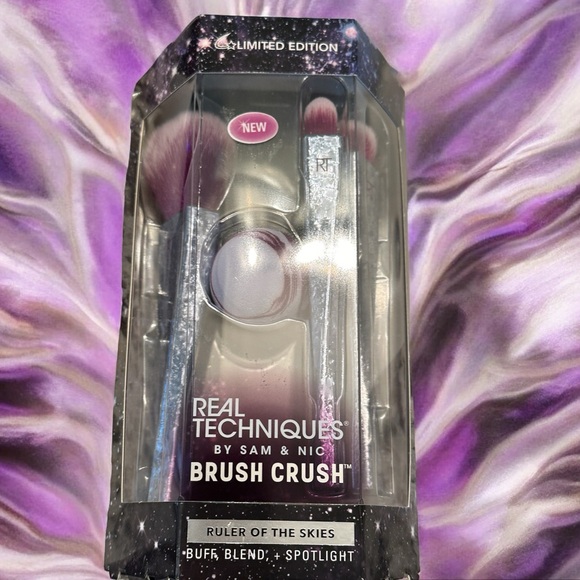 LIMITED EDITION
NEW
RT
REAL
TECHNIQUES®
BY SAM & NIC
BRUSH CRUSH™
RULER OF THE SKIES
BUFF, BLEND, + SPOTLIGHT